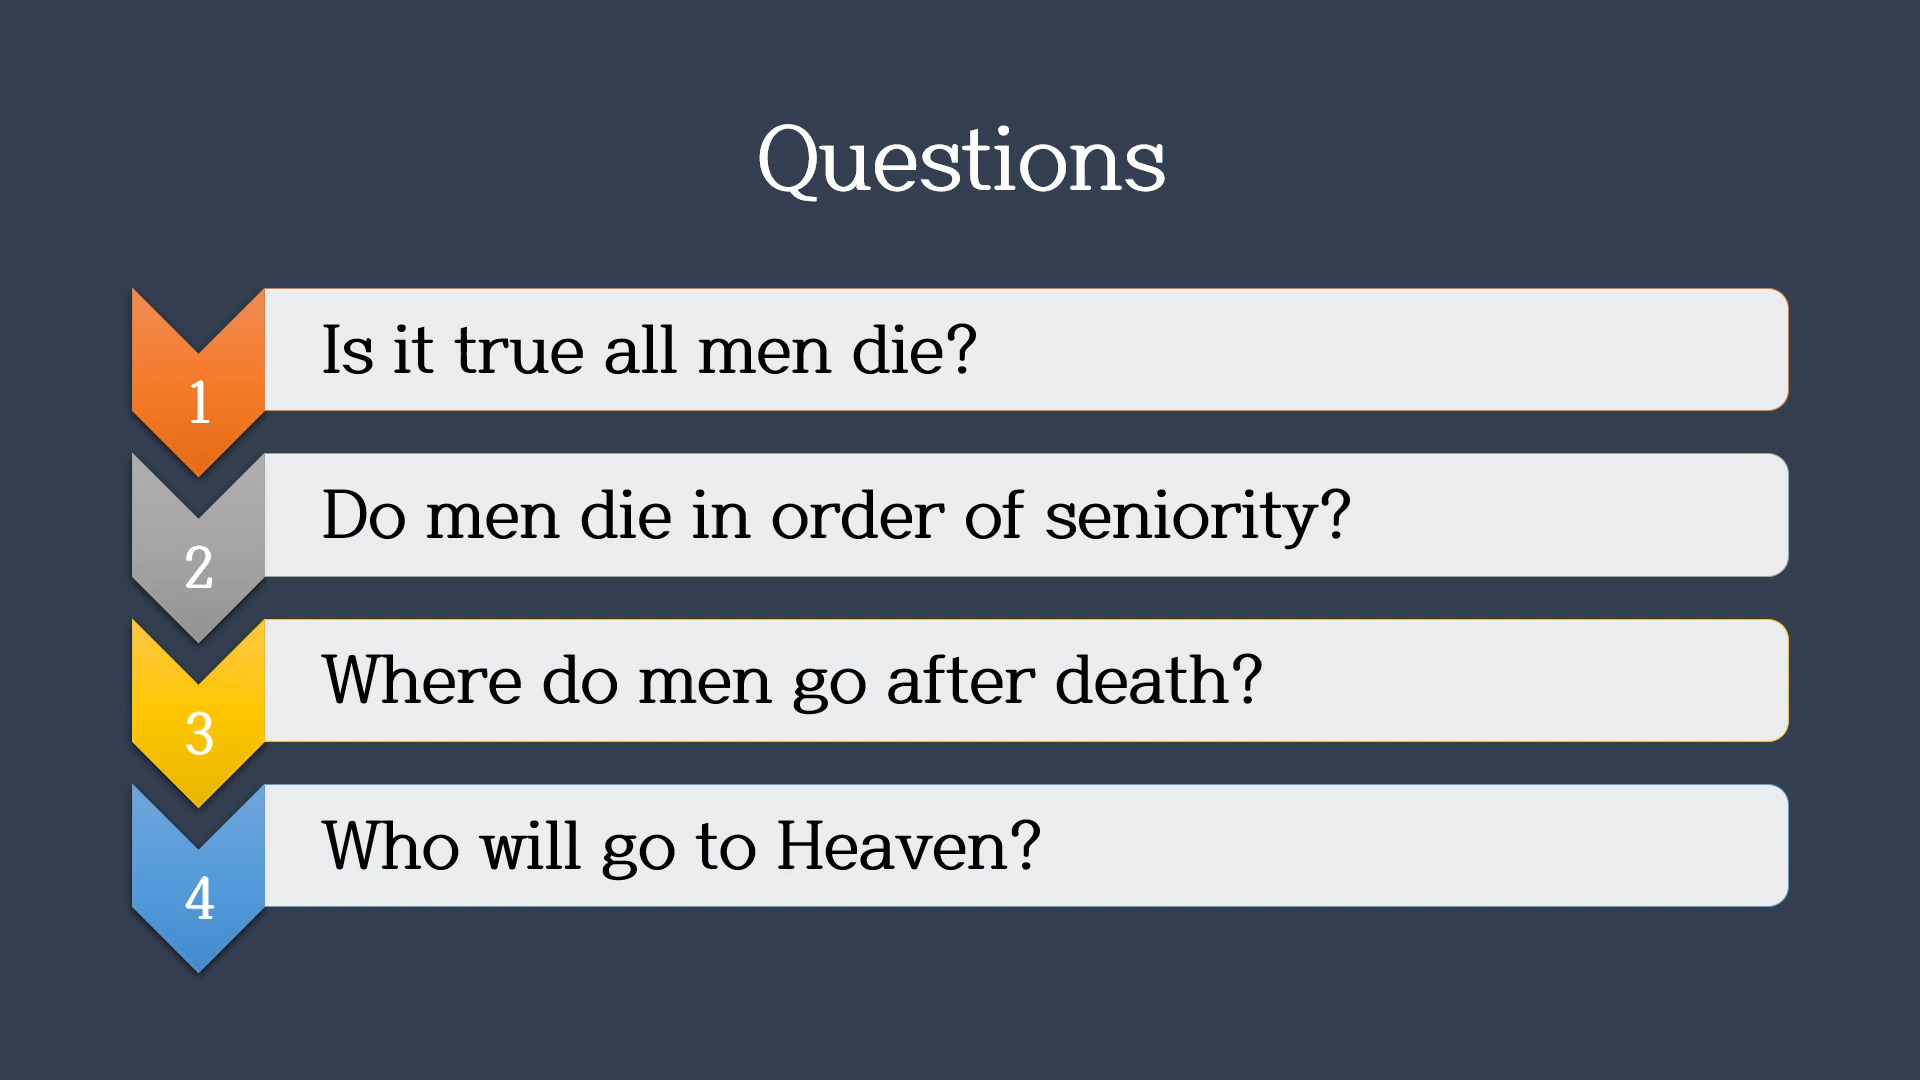 Questions
1
Is it true all men die?
2
Do men die in order of seniority?
3
Where do men go after death?
4
Who will go to Heaven?